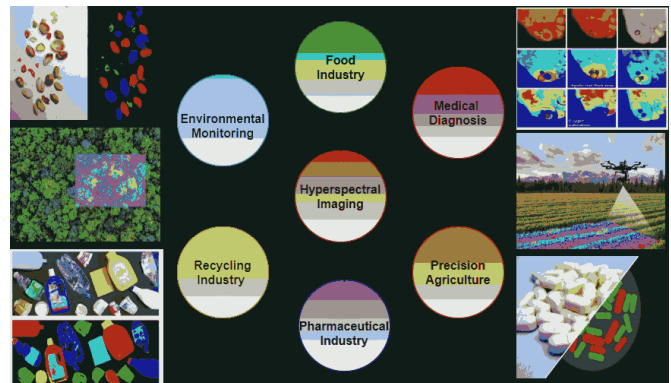 Food
Industry
Environmental
Monitoring
Medical
Diagnosis
Hyperspectral
Imaging
Recycling
Industry
Precision
Agriculture
Pharmaceutical
Industry